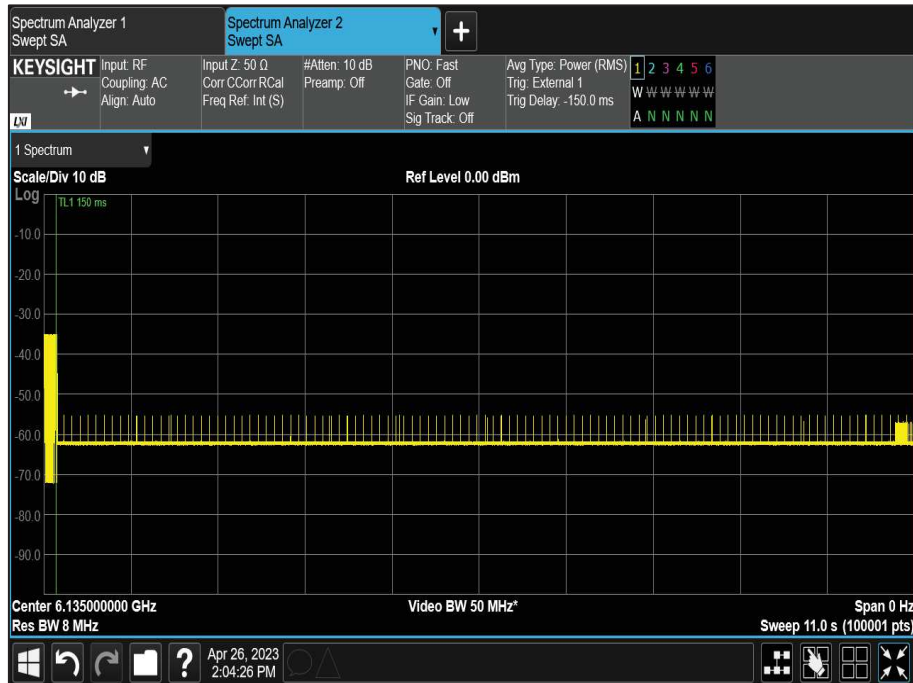 Spectrum Analyzer 1
Swept SA
Spectrum Analyzer 2
Swept SA
+
KEYSIGHT
LXI
Input: RF
Coupling: AC
Align: Auto
Input Z: 50 Ω
Corr CCorr RCal
Freq Ref: Int (S)
#Atten: 10 dB
Preamp: Off
PNO: Fast
Gate: Off
IF Gain: Low
Sig Track: Off
Avg Type: Power (RMS)
Trig: External 1
Trig Delay: -150.0 ms
1 2 3 4 5 6
W W W W W W
A N N N N N
1 Spectrum
Scale/Div 10 dB
Ref Level 0.00 dBm
Log
TL1 150 ms
-10.0
-20.0
-30.0
-40.0
-50.0
-60.0
-70.0
-80.0
-90.0
Center 6.135000000 GHz
Video BW 50 MHz*
Span 0 Hz
Res BW 8 MHz
Sweep 11.0 s (100001 pts)
?
Apr 26, 2023
2:04:26 PM